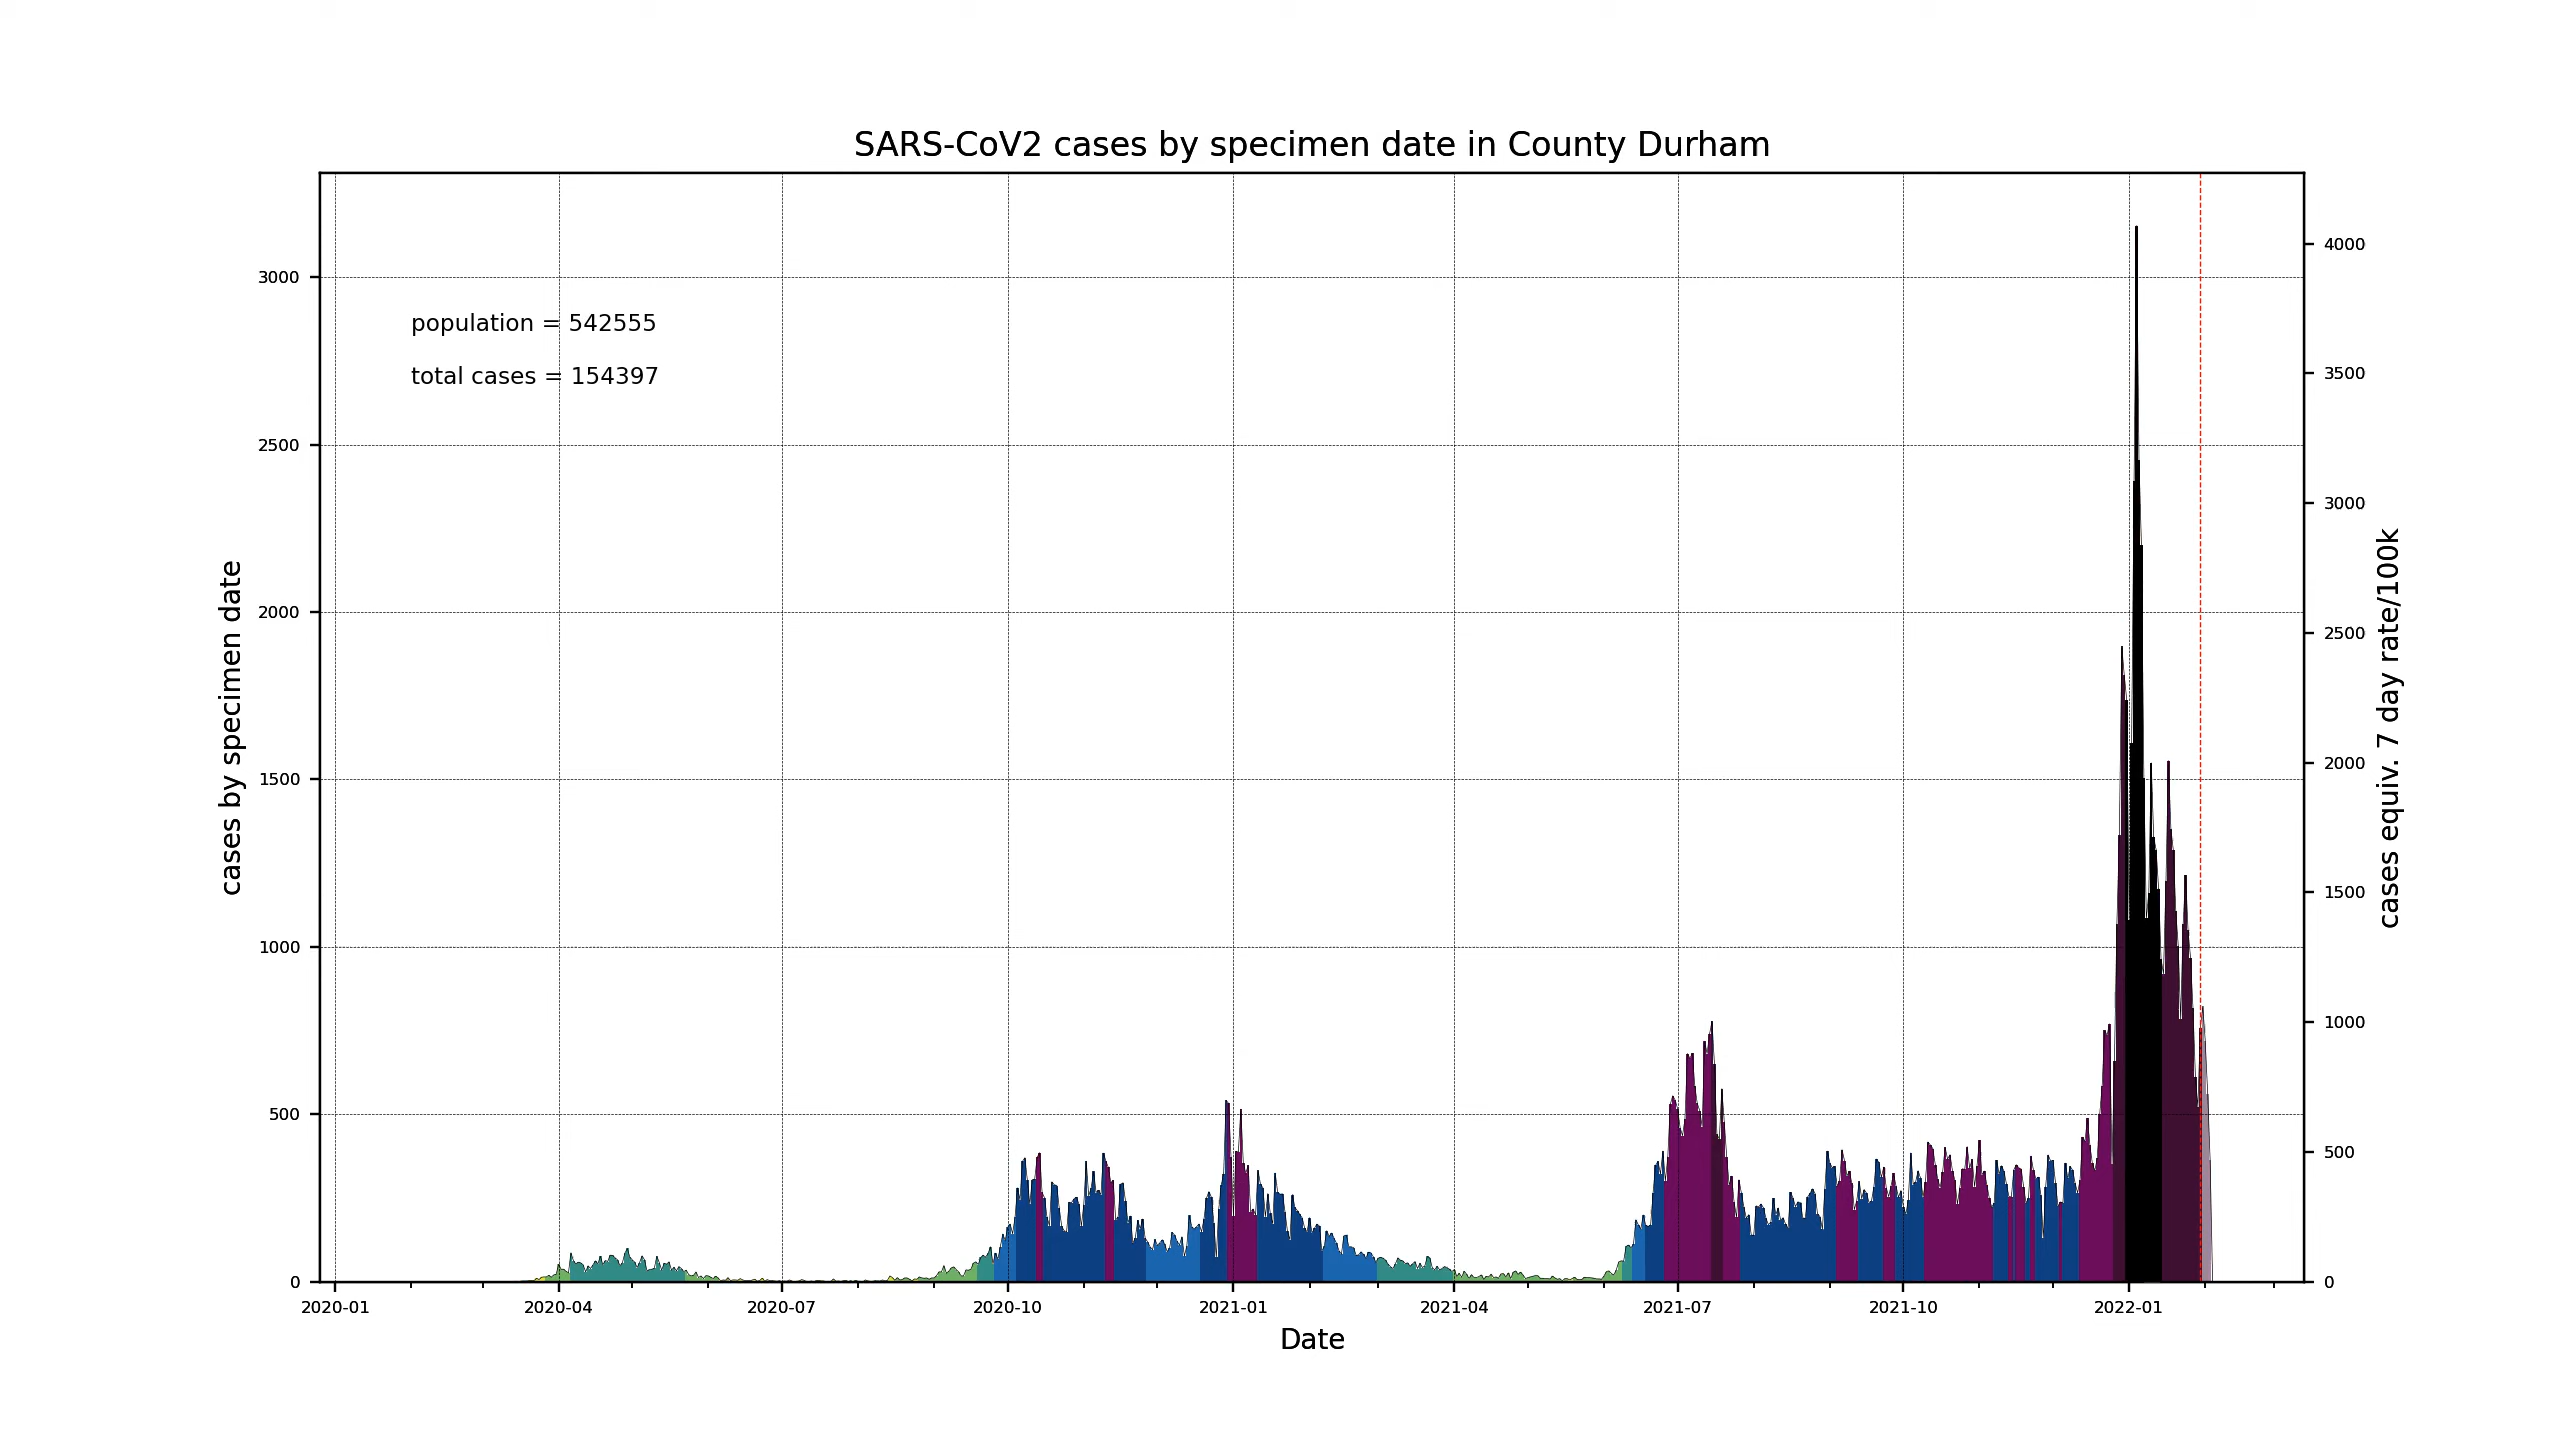 SARS-CoV2 cases by specimen date in County Durham
population = 542555
total cases = 154397
cases by specimen date
3000
2500
2000
1500
1000
500
0
4000
3500
3000
2500
2000
1500
1000
500
0
cases equiv. 7 day rate/100k
2020-01 2020-04 2020-07 2020-10 2021-01 2021-04 2021-07 2021-10 2022-01
Date